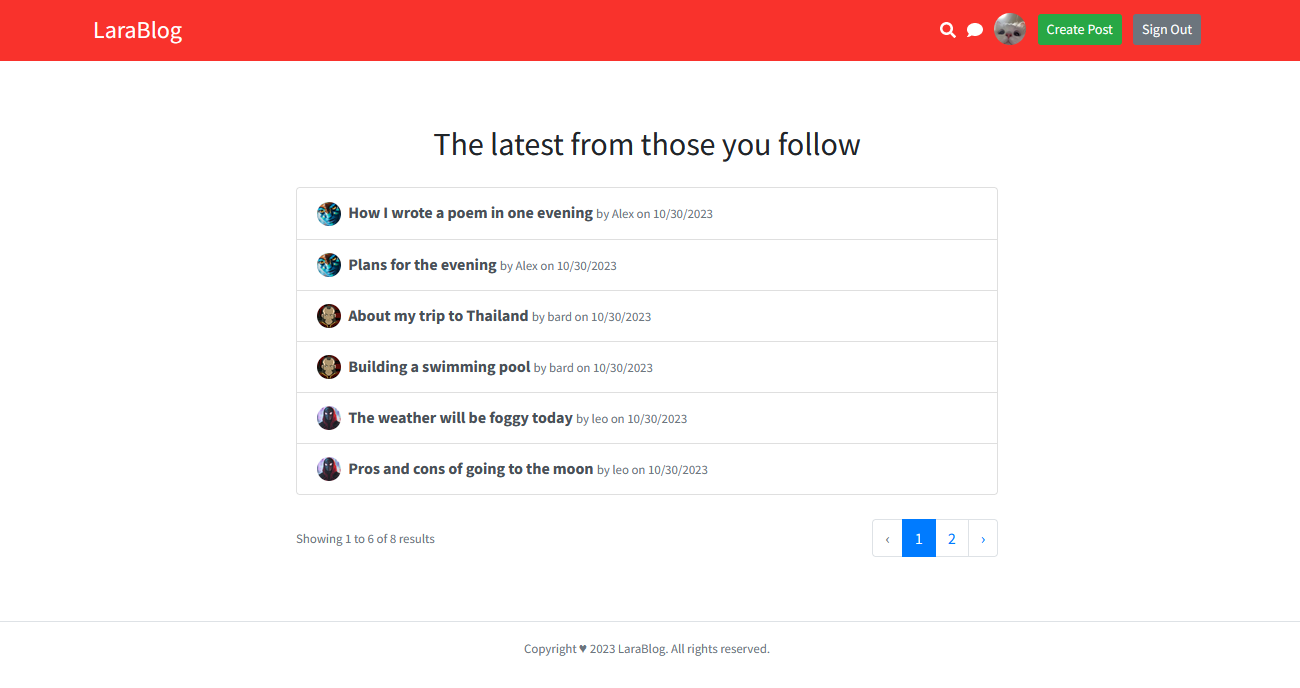 LaraBlog
Create Post
Sign Out
The latest from those you follow
How I wrote a poem in one evening by Alex on 10/30/2023
Plans for the evening by Alex on 10/30/2023
About my trip to Thailand by bard on 10/30/2023
Building a swimming pool by bard on 10/30/2023
The weather will be foggy today by leo on 10/30/2023
Pros and cons of going to the moon by leo on 10/30/2023
Showing 1 to 6 of 8 results
‹ 1 2 ›
Copyright ♥ 2023 LaraBlog. All rights reserved.